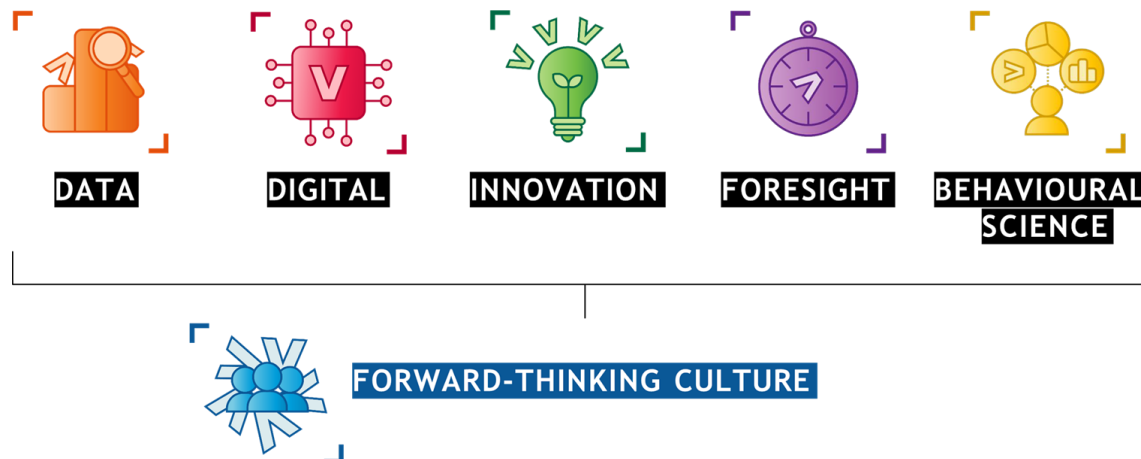 DATA
DIGITAL
INNOVATION
FORESIGHT
BEHAVIOURAL
SCIENCE
FORWARD-THINKING CULTURE